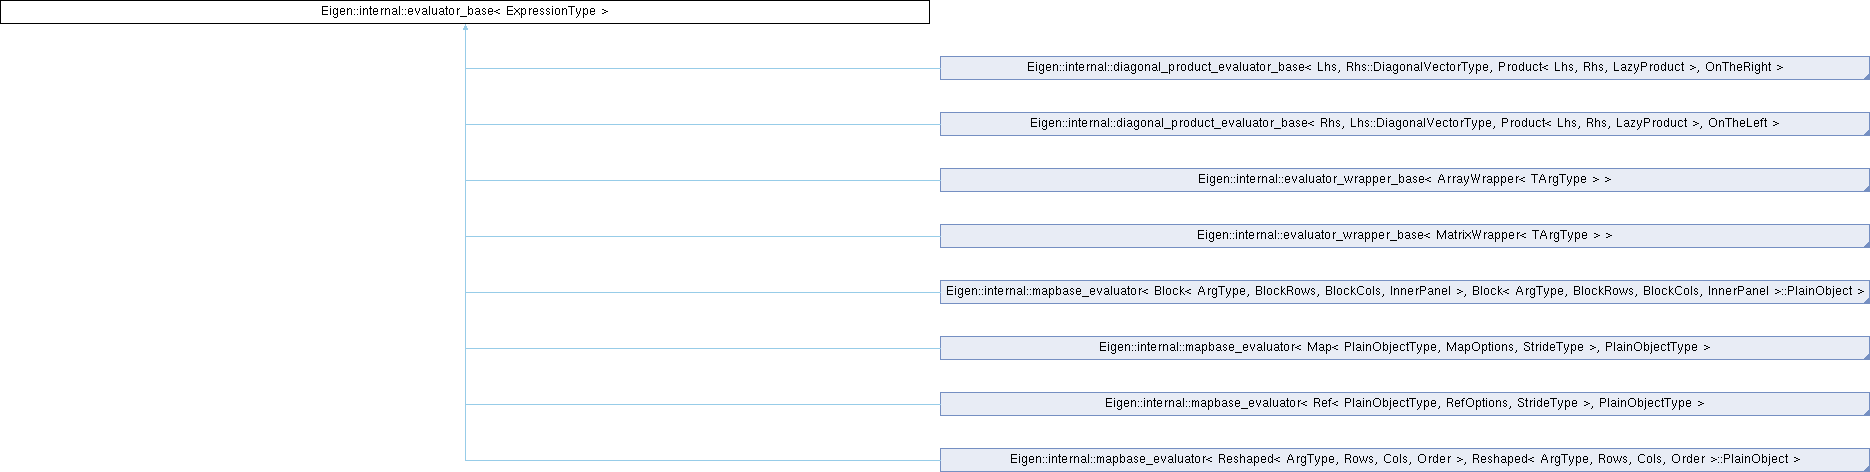 Eigen::internal::evaluator_base< ExpressionType >
Eigen::internal::diagonal_product_evaluator_base< Lhs, Rhs::DiagonalVectorType, Product< Lhs, Rhs, LazyProduct >, OnTheRight >
Eigen::internal::diagonal_product_evaluator_base< Rhs, Lhs::DiagonalVectorType, Product< Lhs, Rhs, LazyProduct >, OnTheLeft >
Eigen::internal::evaluator_wrapper_base< ArrayWrapper< TArgType > >
Eigen::internal::evaluator_wrapper_base< MatrixWrapper< TArgType > >
Eigen::internal::mapbase_evaluator< Block< ArgType, BlockRows, BlockCols, InnerPanel >, Block< ArgType, BlockRows, BlockCols, InnerPanel >::PlainObject >
Eigen::internal::mapbase_evaluator< Map< PlainObjectType, MapOptions, StrideType >, PlainObjectType >
Eigen::internal::mapbase_evaluator< Ref< PlainObjectType, RefOptions, StrideType >, PlainObjectType >
Eigen::internal::mapbase_evaluator< Reshaped< ArgType, Rows, Cols, Order >, Reshaped< ArgType, Rows, Cols, Order >::PlainObject >